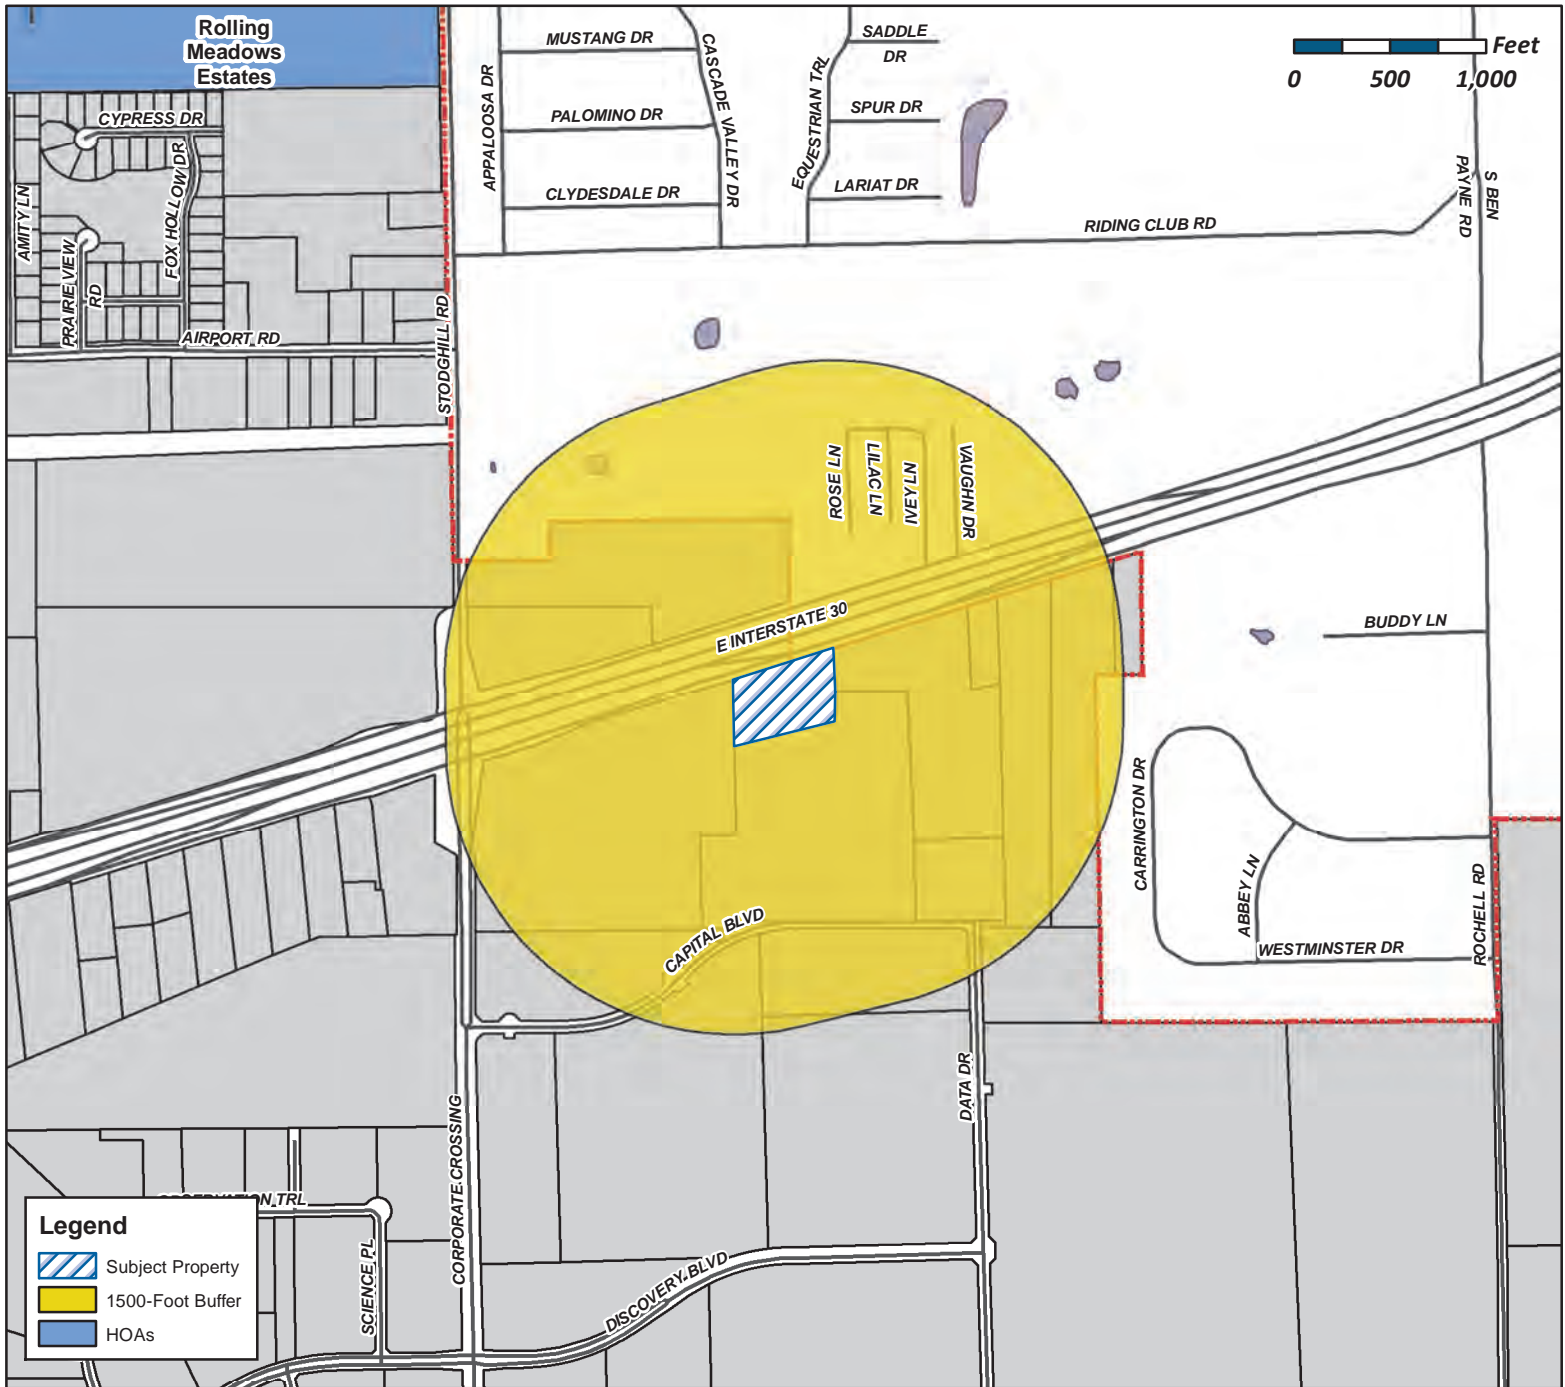 Rolling
Meadows
Estates
MUSTANG DR
SADDLE
DR
Feet
0 500 1,000
CASCADE VALLEY DR
EQUESTRIAN TRL
APPALOOSA DR
PALOMINO DR
SPUR DR
CLYDESDALE DR
LARIAT DR
CYPRESS DR
FOX HOLLOW DR
AMITY LN
PRAIRIE VIEW
RD
AIRPORT RD
RIDING CLUB RD
S BEN
PAYNE RD
STODGHILL RD
ROSE LN
LILAC LN
IVEY LN
VAUGHN DR
E INTERSTATE 30
BUDDY LN
CARRINGTON DR
ABBEY LN
WESTMINSTER DR
ROCHELL RD
CAPITAL BLVD
DATA DR
CORPORATE CROSSING
OBSERVATION TRL
SCIENCE PL
DISCOVERY BLVD
Legend
Subject Property
1500-Foot Buffer
HOAs